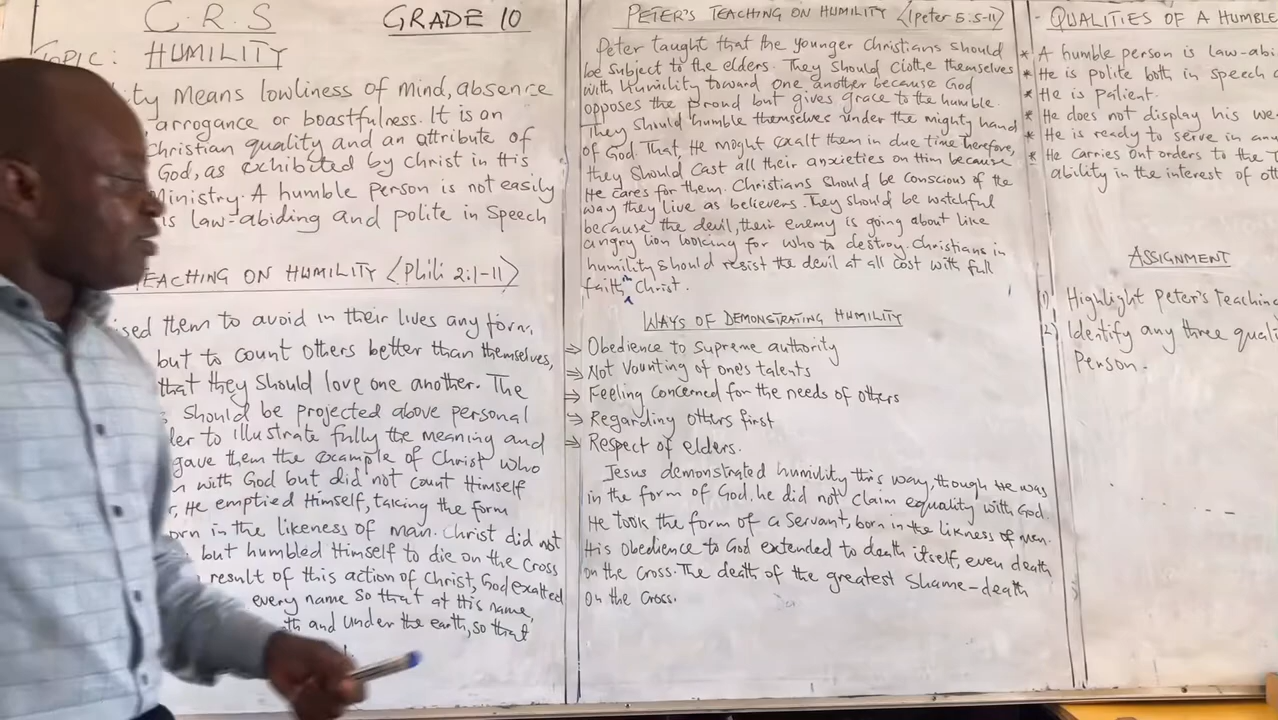 C.R.S GRADE 10
TOPIC: HUMILITY
ity Means lowliness of Mind, absence
arrogance or boastfulness. It is an
Christian quality and an attribute of
God, as exhibited by Christ in His
Ministry. A humble person is not easily
is law-abiding and polite in Speech
TEACHING ON HUMILITY <Phili 2:1-11>
ised them to avoid in their lives any form,
but to count others better than themselves,
that they should love one another. The
should be projected above personal
der to illustrate fully the meaning and
gave them the example of Christ who
with God but did not count Himself
r, He emptied Himself, taking the form
orn in the likeness of man. Christ did not
but humbled Himself to die on the Cross
result of this action of Christ, God exalted
every name So that at this name,
th and under the earth, so that
PETER'S TEACHING ON HUMILITY <1Peter 5:5-11>
Peter taught that the younger Christians should
be subject to the elders. They should Clothe themselves
with Humility toward one another because God
opposes the proud but gives grace to the humble.
They should humble themselves under the mighty hand
of God. That, He moght exalt them in due time therefore,
they should Cast all their anxieties on Him because
He cares for them. Christians should be conscious of the
way they live as believers. They should be watchful
because the devil, their enemy is going about like
angry lion looking for who to destroy. Christians in
humility should resist the devil at all cost with full
faith in Christ.
WAYS OF DEMONSTRATING HUMILITY
⇒ Obedience to Supreme authority
⇒ Not Vounting of one's talents
⇒ Feeling concerned for the needs of others
⇒ Regarding others first
⇒ Respect of elders.
Jesus demonstrated humility this way, though He was
in the form of God, he did not Claim equality with God.
He took the form of a Servant, born in the likness of men.
His Obedience to God extended to death itself, even death
on the Cross. The death of the greatest Shame-death
On the Cross.
- QUALITIES OF A HUMBLE
* A humble person is law-abi
* He is polite both in speech
* He is patient.
* He does not display his we
* He is ready to serve in any
* He carries Out orders to the
ability in the interest of oth
ASSIGNMENT
1) Highlight Peter's teaching
2) Identify any three quali
Person.